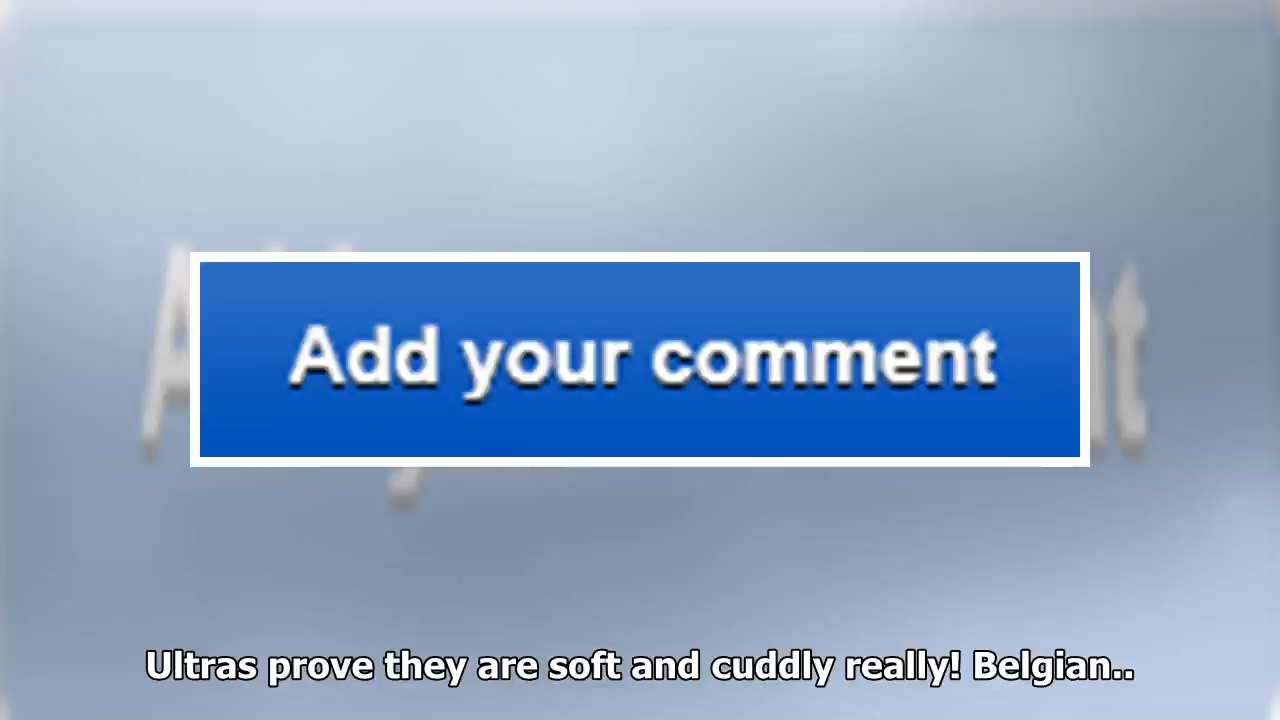 Add your comment
Ultras prove they are soft and cuddly really! Belgian..